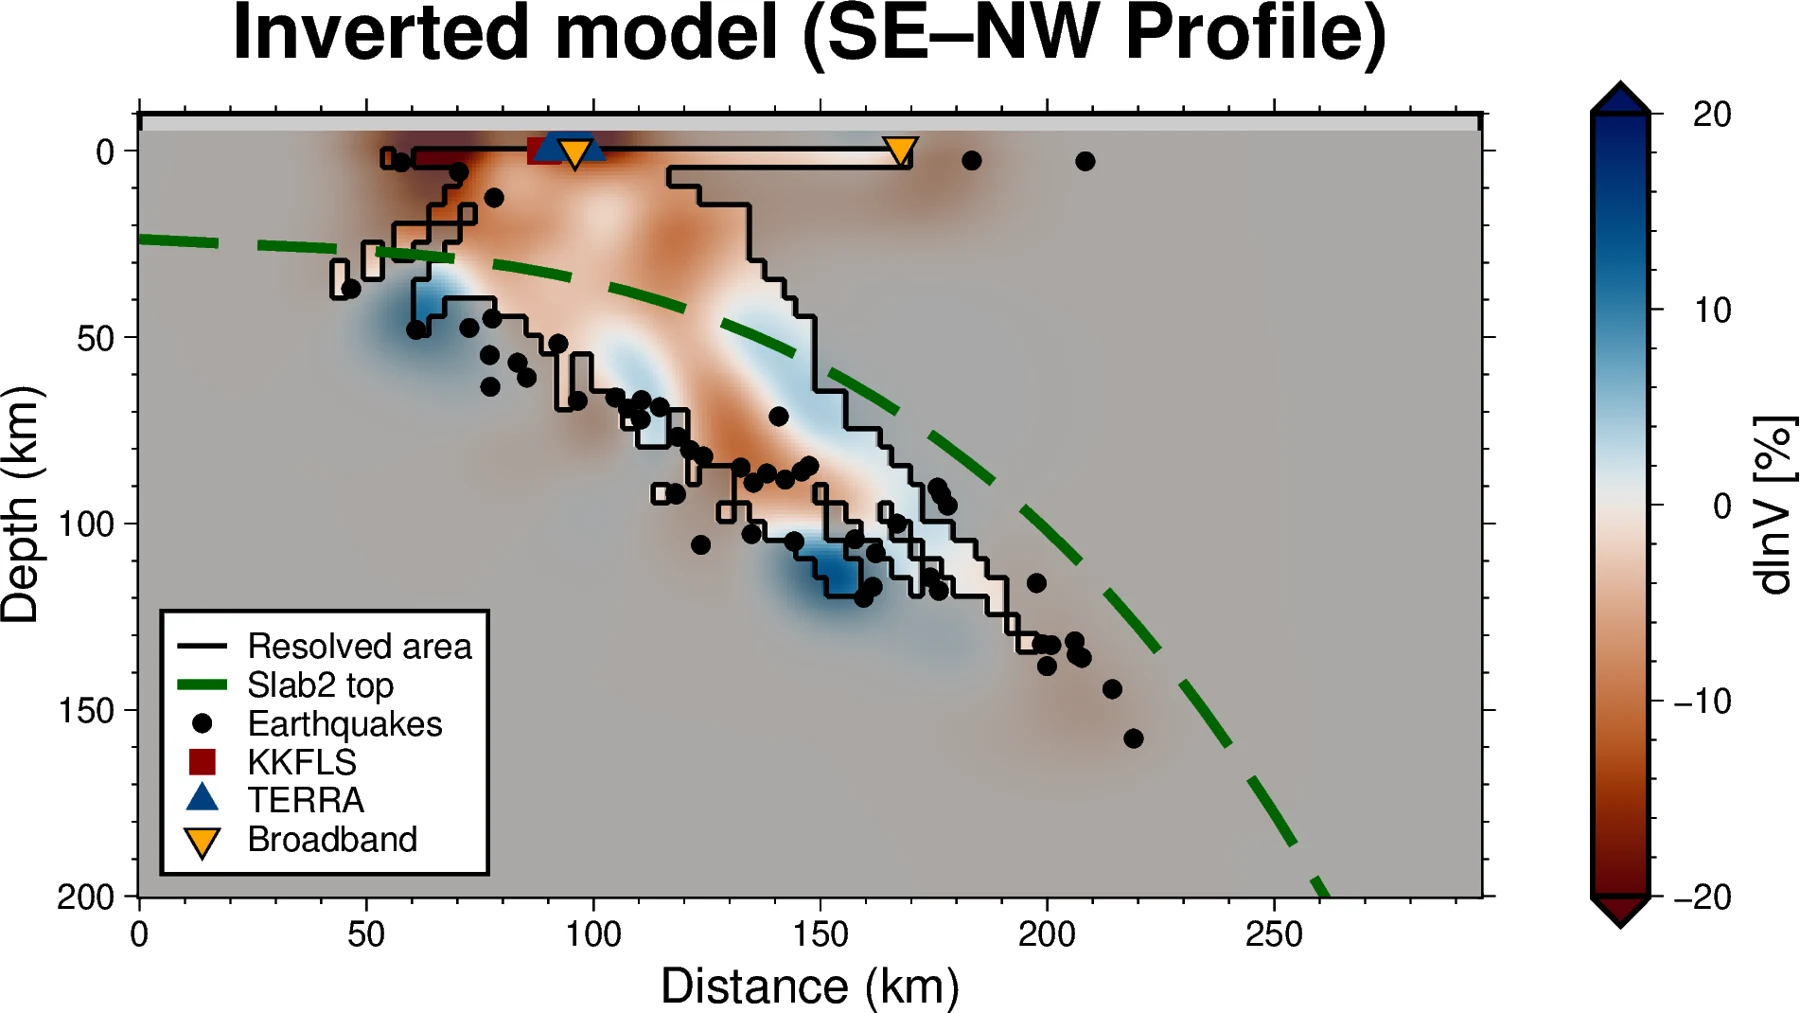 Inverted model (SE–NW Profile)
0
50
100
150
200
Depth (km)
Resolved area
Slab2 top
Earthquakes
KKFLS
TERRA
Broadband
0 50 100 150 200 250
Distance (km)
20
10
0
−10
−20
dlnV [%]